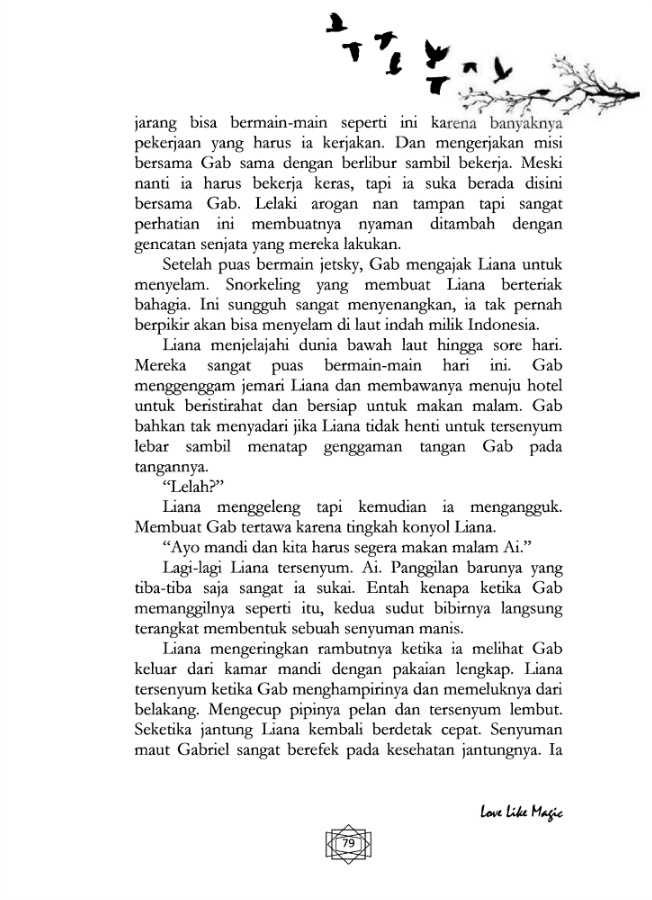 jarang bisa bermain-main seperti ini karena banyaknya
pekerjaan yang harus ia kerjakan. Dan mengerjakan misi
bersama Gab sama dengan berlibur sambil bekerja. Meski
nanti ia harus bekerja keras, tapi ia suka berada disini
bersama Gab. Lelaki arogan nan tampan tapi sangat
perhatian ini membuatnya nyaman ditambah dengan
gencatan senjata yang mereka lakukan.
Setelah puas bermain jetsky, Gab mengajak Liana untuk
menyelam. Snorkeling yang membuat Liana berteriak
bahagia. Ini sungguh sangat menyenangkan, ia tak pernah
berpikir akan bisa menyelam di laut indah milik Indonesia.
Liana menjelajahi dunia bawah laut hingga sore hari.
Mereka sangat puas bermain-main hari ini. Gab
menggenggam jemari Liana dan membawanya menuju hotel
untuk beristirahat dan bersiap untuk makan malam. Gab
bahkan tak menyadari jika Liana tidak henti untuk tersenyum
lebar sambil menatap genggaman tangan Gab pada
tangannya.
“Lelah?”
Liana menggeleng tapi kemudian ia mengangguk.
Membuat Gab tertawa karena tingkah konyol Liana.
“Ayo mandi dan kita harus segera makan malam Ai.”
Lagi-lagi Liana tersenyum. Ai. Panggilan barunya yang
tiba-tiba saja sangat ia sukai. Entah kenapa ketika Gab
memanggilnya seperti itu, kedua sudut bibirnya langsung
terangkat membentuk sebuah senyuman manis.
Liana mengeringkan rambutnya ketika ia melihat Gab
keluar dari kamar mandi dengan pakaian lengkap. Liana
tersenyum ketika Gab menghampirinya dan memeluknya dari
belakang. Mengecup pipinya pelan dan tersenyum lembut.
Seketika jantung Liana kembali berdetak cepat. Senyuman
maut Gabriel sangat berefek pada kesehatan jantungnya. Ia
Love Like Magic
79